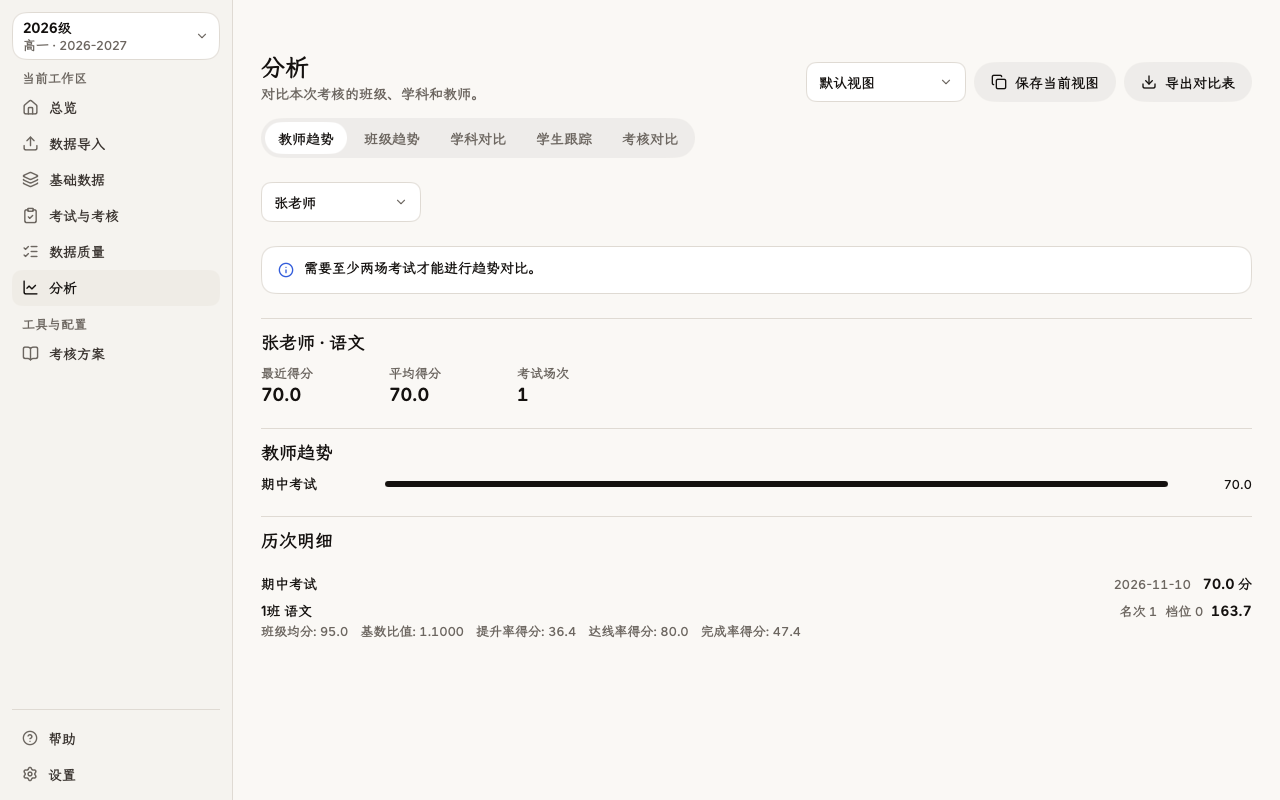 2026级
高一 · 2026-2027
当前工作区
总览
数据导入
基础数据
考试与考核
数据质量
分析
工具与配置
考核方案
帮助
设置
分析
对比本次考核的班级、学科和教师。
默认视图
保存当前视图
导出对比表
教师趋势
班级趋势
学科对比
学生跟踪
考核对比
张老师
需要至少两场考试才能进行趋势对比。
张老师 · 语文
最近得分 平均得分 考试场次
70.0 70.0 1
教师趋势
期中考试 70.0
历次明细
期中考试 2026-11-10 70.0 分
1班 语文 名次 1 档位 0 163.7
班级均分: 95.0 基数比值: 1.1000 提升率得分: 36.4 达线率得分: 80.0 完成率得分: 47.4